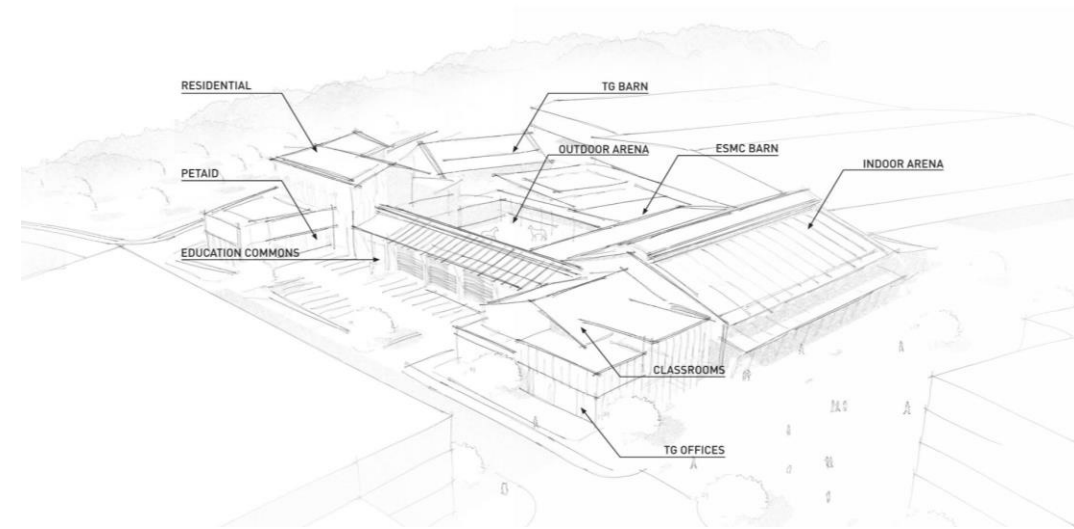 RESIDENTIAL
TG BARN
OUTDOOR ARENA
ESMC BARN
INDOOR ARENA
PETAID
EDUCATION COMMONS
CLASSROOMS
TG OFFICES